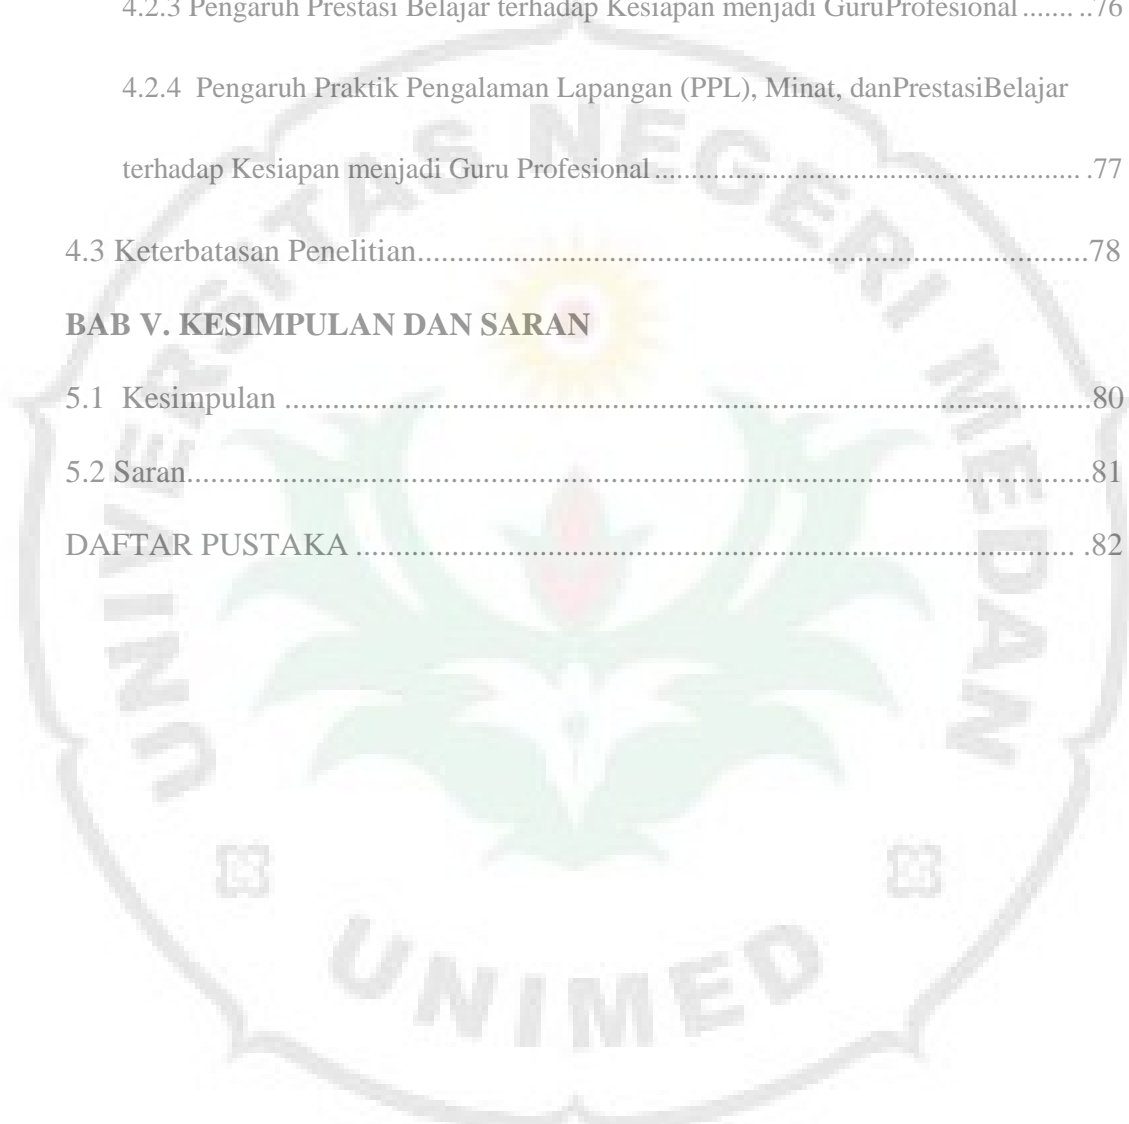 4.2.3 Pengaruh Prestasi Belajar terhadap Kesiapan menjadi GuruProfesional....... ..76
4.2.4 Pengaruh Praktik Pengalaman Lapangan (PPL), Minat, danPrestasiBelajar
terhadap Kesiapan menjadi Guru Profesional...................................................... .77
4.3 Keterbatasan Penelitian....................................................................................78
BAB V. KESIMPULAN DAN SARAN
5.1 Kesimpulan .....................................................................................................80
5.2 Saran.................................................................................................................81
DAFTAR PUSTAKA .......................................................................................... .82
UNIVERSITAS NEGERI MEDAN
UNIMED